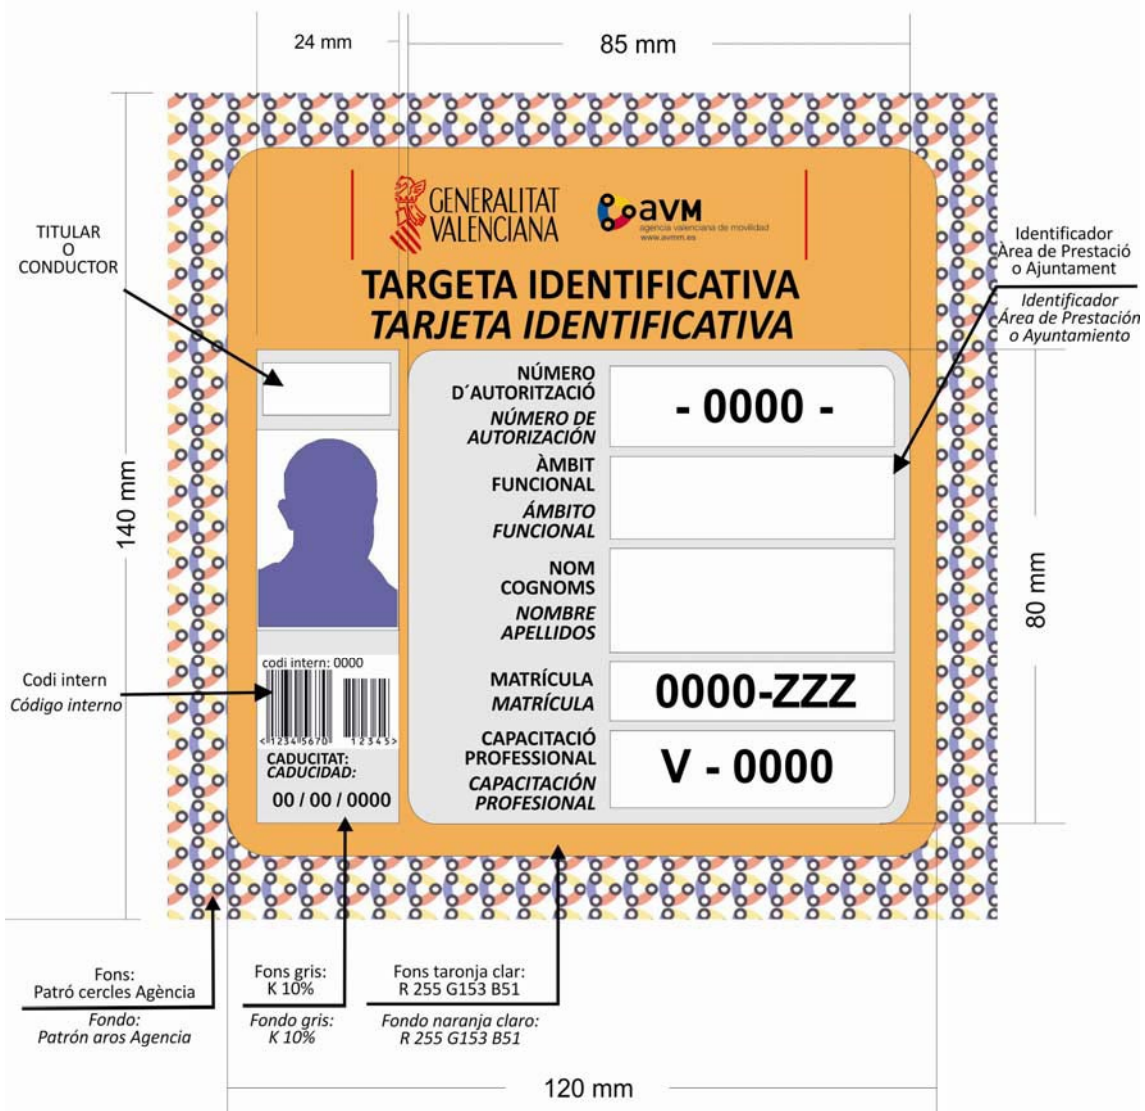 24 mm
85 mm
GENERALITAT
VALENCIANA
avm
agencia valenciana de movilidad
www.avmm.es
TITULAR
O
CONDUCTOR
Identificador
Àrea de Prestació
o Ajuntament
Identificador
Área de Prestación
o Ayuntamiento
TARGETA IDENTIFICATIVA
TARJETA IDENTIFICATIVA
NÚMERO
D´AUTORITZACIÓ
NÚMERO DE
AUTORIZACIÓN
- 0000 -
ÀMBIT
FUNCIONAL
ÁMBITO
FUNCIONAL
140 mm
80 mm
NOM
COGNOMS
NOMBRE
APELLIDOS
Codi intern
Código interno
codi intern: 0000
<12345670
12345>
CADUCITAT:
CADUCIDAD:
00 / 00 / 0000
MATRÍCULA
MATRÍCULA
0000-ZZZ
CAPACITACIÓ
PROFESSIONAL
CAPACITACIÓN
PROFESIONAL
V - 0000
Fons:
Patró cercles Agència
Fondo:
Patrón aros Agencia
Fons gris:
K 10%
Fondo gris:
K 10%
Fons taronja clar:
R 255 G153 B51
Fondo naranja claro:
R 255 G153 B51
120 mm